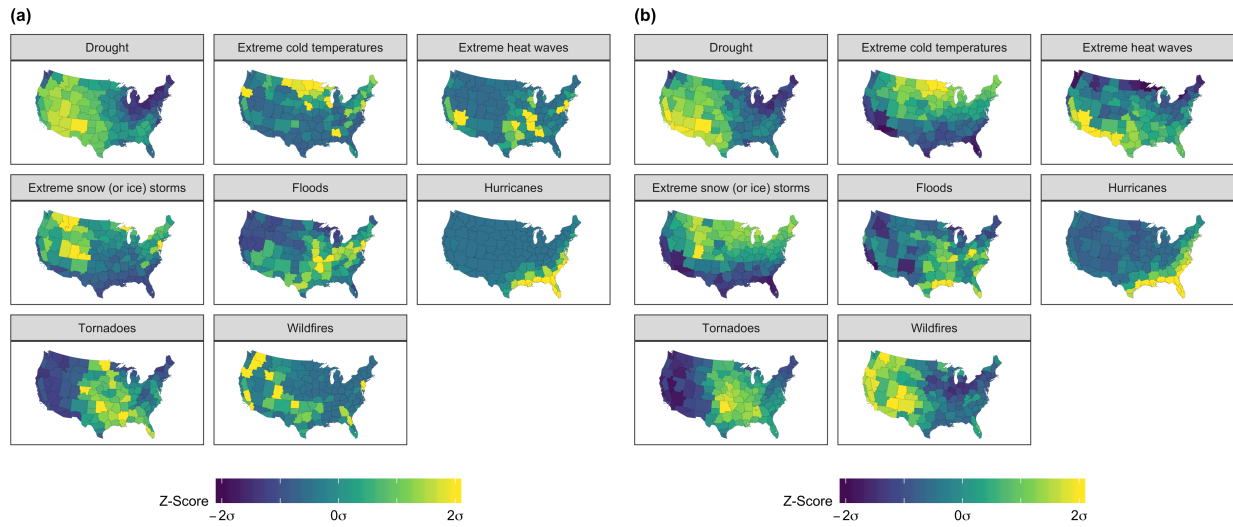 (a)
Drought
Extreme cold temperatures
Extreme heat waves
Extreme snow (or ice) storms
Floods
Hurricanes
Tornadoes
Wildfires
Z-Score
−2σ
0σ
2σ
(b)
Drought
Extreme cold temperatures
Extreme heat waves
Extreme snow (or ice) storms
Floods
Hurricanes
Tornadoes
Wildfires
Z-Score
−2σ
0σ
2σ